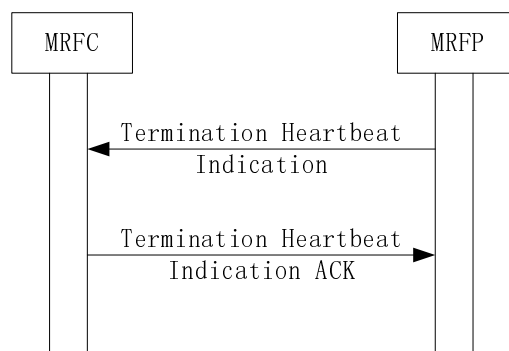 MRFC
MRFP
Termination Heartbeat
Indication
Termination Heartbeat
Indication ACK